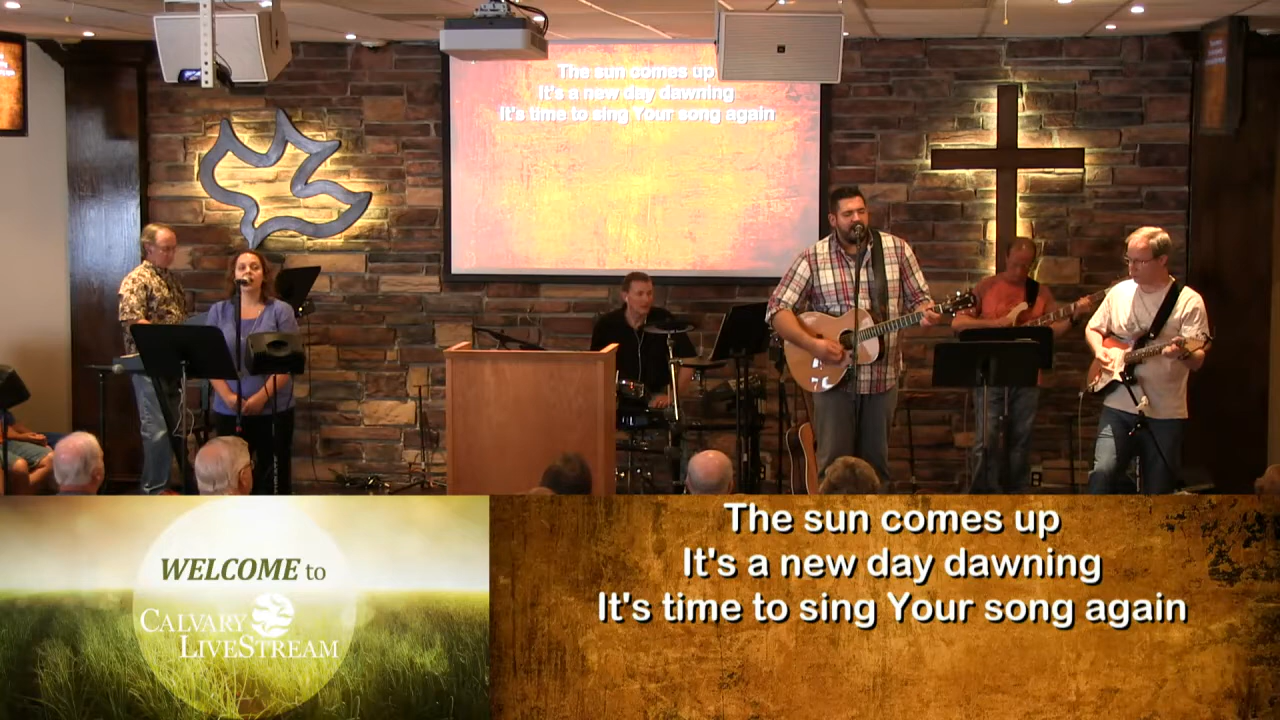 The sun comes up
It's a new day dawning
It's time to sing Your song again
WELCOME to
CALVARY
LIVESTREAM
The sun comes up
It's a new day dawning
It's time to sing Your song again